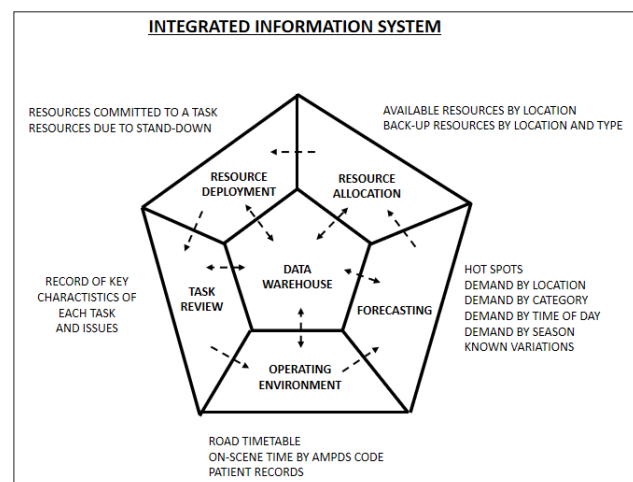 INTEGRATED INFORMATION SYSTEM
RESOURCES COMMITTED TO A TASK
RESOURCES DUE TO STAND-DOWN
AVAILABLE RESOURCES BY LOCATION
BACK-UP RESOURCES BY LOCATION AND TYPE
RESOURCE
DEPLOYMENT
RESOURCE
ALLOCATION
RECORD OF KEY
CHARACTISTICS OF
EACH TASK
AND ISSUES
TASK
REVIEW
DATA
WAREHOUSE
FORECASTING
HOT SPOTS
DEMAND BY LOCATION
DEMAND BY CATEGORY
DEMAND BY TIME OF DAY
DEMAND BY SEASON
KNOWN VARIATIONS
OPERATING
ENVIRONMENT
ROAD TIMETABLE
ON-SCENE TIME BY AMPDS CODE
PATIENT RECORDS